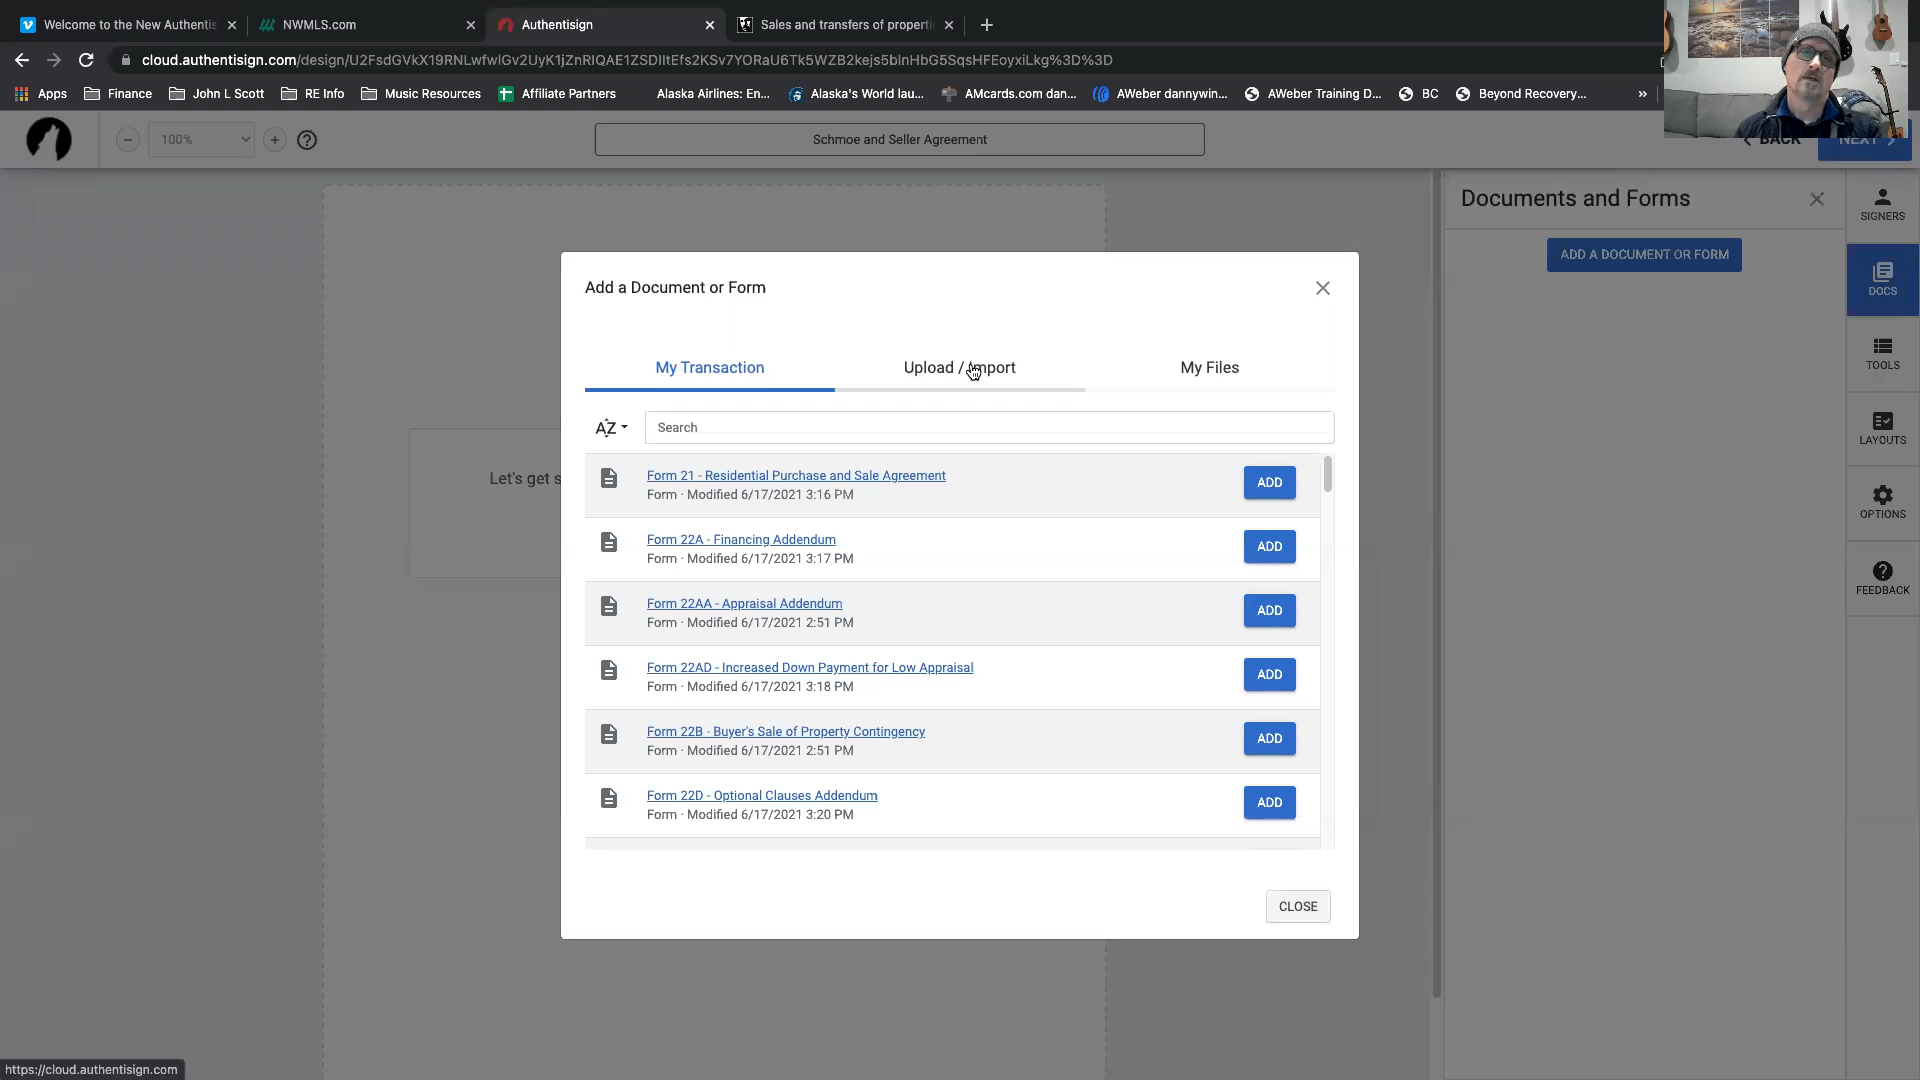 Welcome to the New Authentis
NWMLS.com
Authentisign
Sales and transfers of properti
cloud.authentisign.com/design/U2FsdGVkX19RNLwfwlGv2UyK1jZnRIQAE1ZSDIItEfs2KSv7YORaU6Tk5WZB2kejs5blnHbG5SqsHFEoyxiLkg%3D%3D
Apps
Finance
John L Scott
RE Info
Music Resources
Affiliate Partners
Alaska Airlines: En...
Alaska's World lau...
AMcards.com dan...
AWeber dannywin...
AWeber Training D...
BC
Beyond Recovery...
»
100%
Schmoe and Seller Agreement
BACK
NEXT
Documents and Forms
ADD A DOCUMENT OR FORM
SIGNERS
DOCS
TOOLS
LAYOUTS
OPTIONS
FEEDBACK
Let's get s
Add a Document or Form
My Transaction
Upload / Import
My Files
AZ
Search
Form 21 - Residential Purchase and Sale Agreement
Form · Modified 6/17/2021 3:16 PM
ADD
Form 22A - Financing Addendum
Form · Modified 6/17/2021 3:17 PM
ADD
Form 22AA - Appraisal Addendum
Form · Modified 6/17/2021 2:51 PM
ADD
Form 22AD - Increased Down Payment for Low Appraisal
Form · Modified 6/17/2021 3:18 PM
ADD
Form 22B - Buyer's Sale of Property Contingency
Form · Modified 6/17/2021 2:51 PM
ADD
Form 22D - Optional Clauses Addendum
Form · Modified 6/17/2021 3:20 PM
ADD
CLOSE
https://cloud.authentisign.com